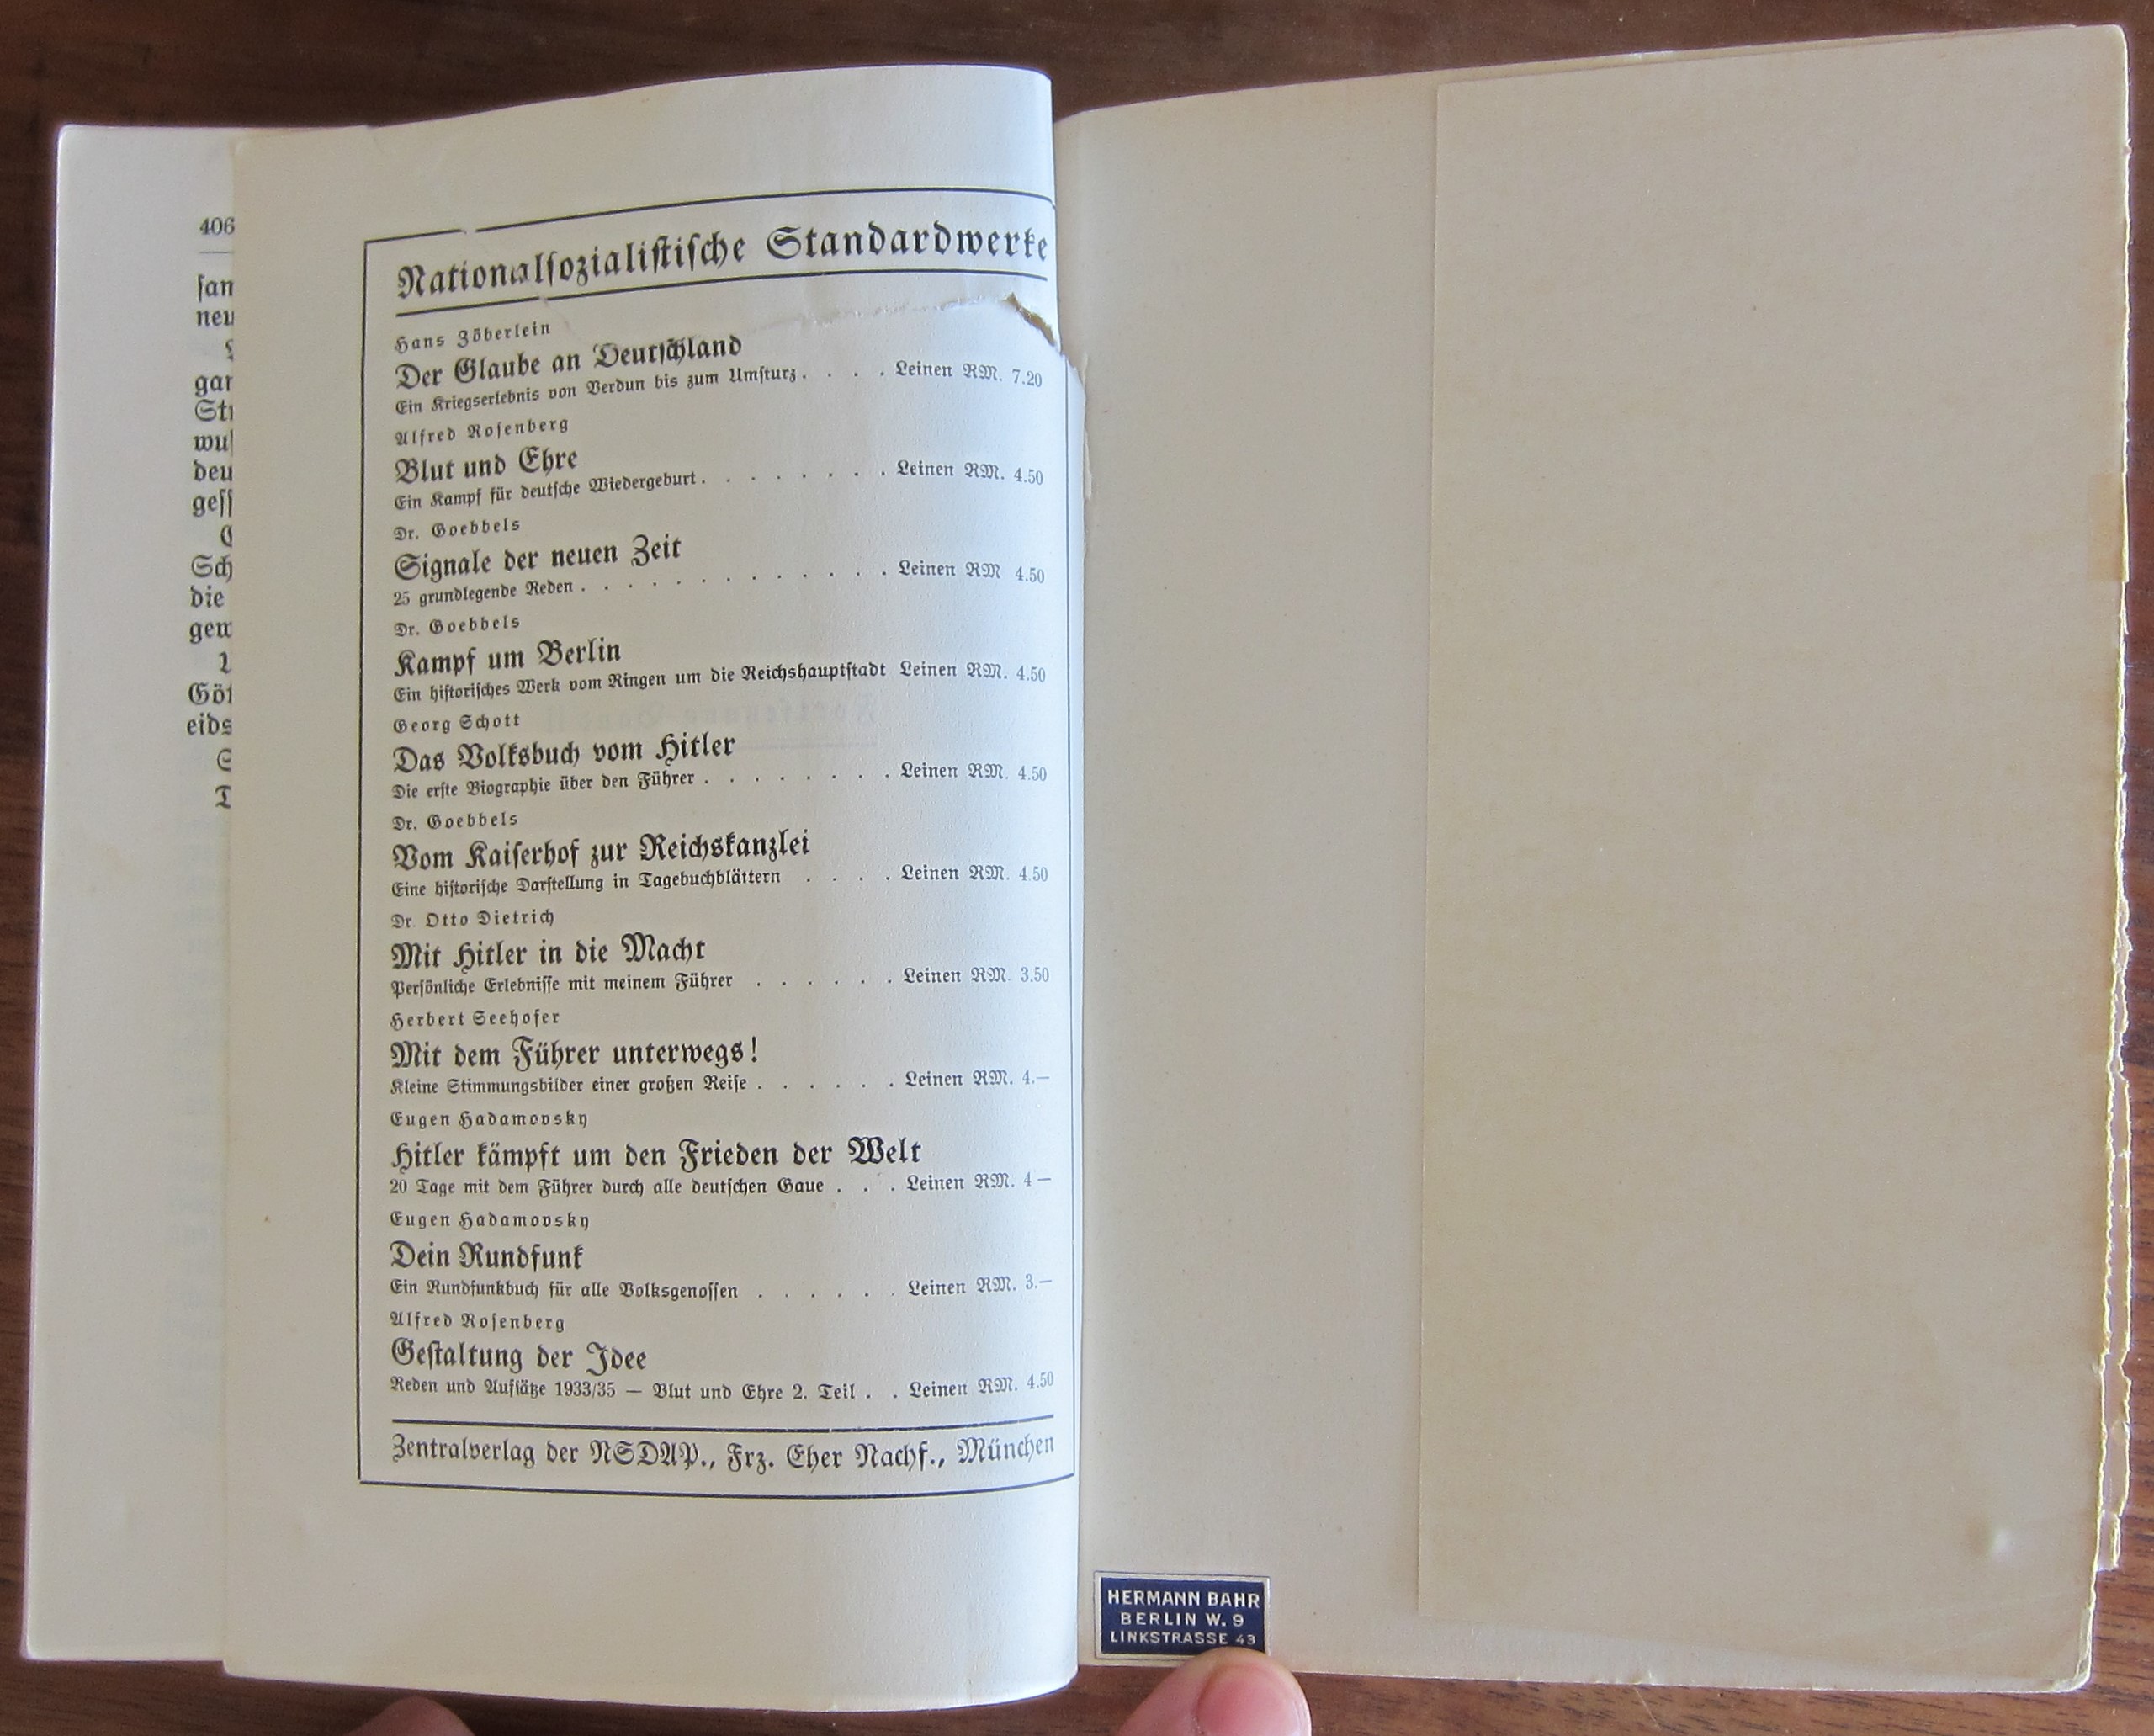 406
Nationalsozialistische Standardwerke
Hans Zöberlein
Der Glaube an Deutschland
Ein Kriegserlebnis von Verdun bis zum Umsturz . . . . Leinen RM. 7.20
Alfred Rosenberg
Blut und Ehre
Ein Kampf für deutsche Wiedergeburt . . . . . . . . Leinen RM. 4.50
Dr. Goebbels
Signale der neuen Zeit
25 grundlegende Reden . . . . . . . . . . . . . Leinen RM 4.50
Dr. Goebbels
Kampf um Berlin
Ein historisches Werk vom Ringen um die Reichshauptstadt Leinen RM. 4.50
Georg Schott
Das Volksbuch vom Hitler
Die erste Biographie über den Führer . . . . . . . . Leinen RM. 4.50
Dr. Goebbels
Vom Kaiserhof zur Reichskanzlei
Eine historische Darstellung in Tagebuchblättern . . . . Leinen RM. 4.50
Dr. Otto Dietrich
Mit Hitler in die Macht
Persönliche Erlebnisse mit meinem Führer . . . . . . Leinen RM. 3.50
Herbert Seehofer
Mit dem Führer unterwegs!
Kleine Stimmungsbilder einer großen Reise . . . . . . Leinen RM. 4.—
Eugen Hadamovsky
Hitler kämpft um den Frieden der Welt
20 Tage mit dem Führer durch alle deutschen Gaue . . . Leinen RM. 4 —
Eugen Hadamovsky
Dein Rundfunk
Ein Rundfunkbuch für alle Volksgenossen . . . . . . Leinen RM. 3.—
Alfred Rosenberg
Gestaltung der Idee
Reden und Aufsätze 1933/35 — Blut und Ehre 2. Teil . . Leinen RM. 4.50
Zentralverlag der NSDAP., Frz. Eher Nachf., München
HERMANN BAHR
BERLIN W. 9
LINKSTRASSE 43